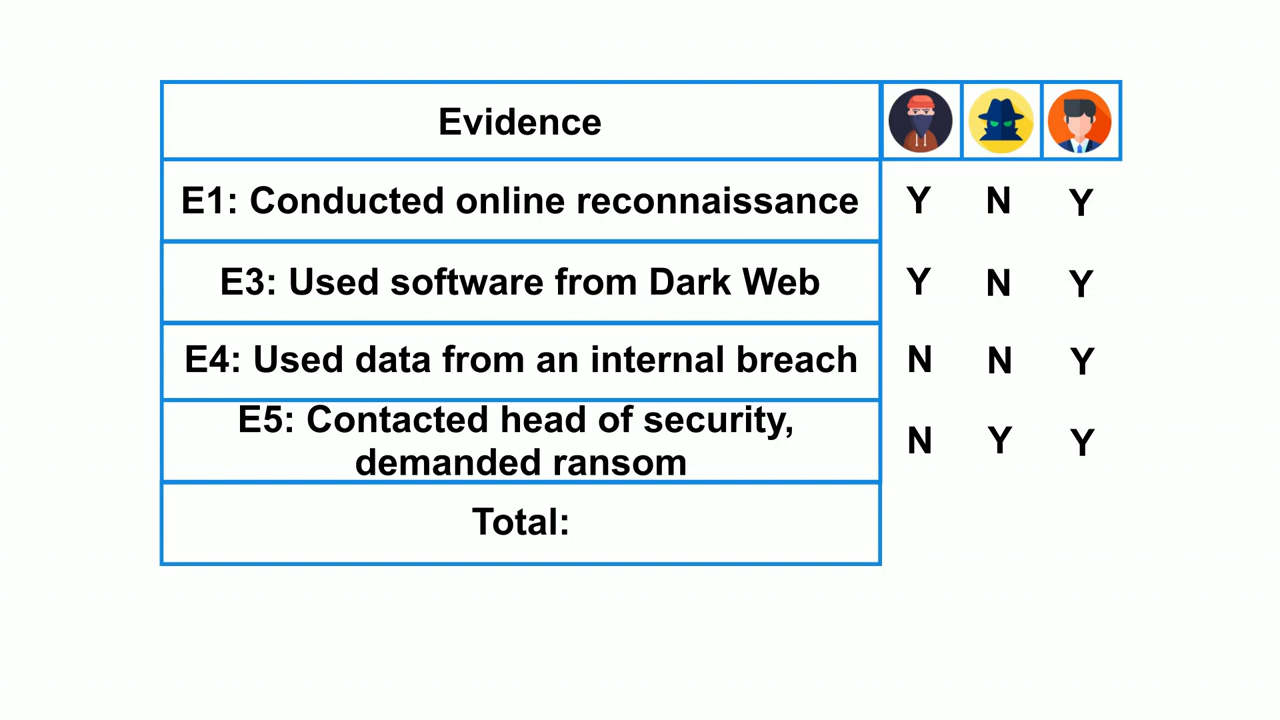 Evidence
E1: Conducted online reconnaissance Y N Y
E3: Used software from Dark Web Y N Y
E4: Used data from an internal breach N N Y
E5: Contacted head of security,
demanded ransom N Y Y
Total: